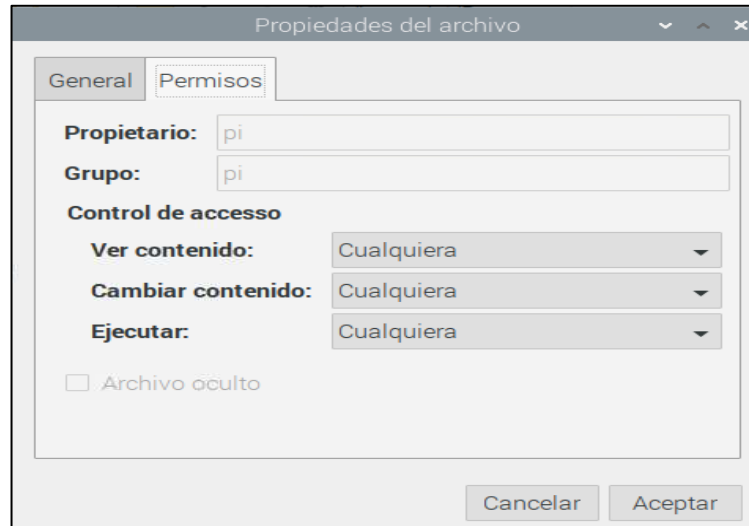 Propiedades del archivo
General Permisos
Propietario: pi
Grupo: pi
Control de accesso
Ver contenido: Cualquiera
Cambiar contenido: Cualquiera
Ejecutar: Cualquiera
Archivo oculto
Cancelar Aceptar